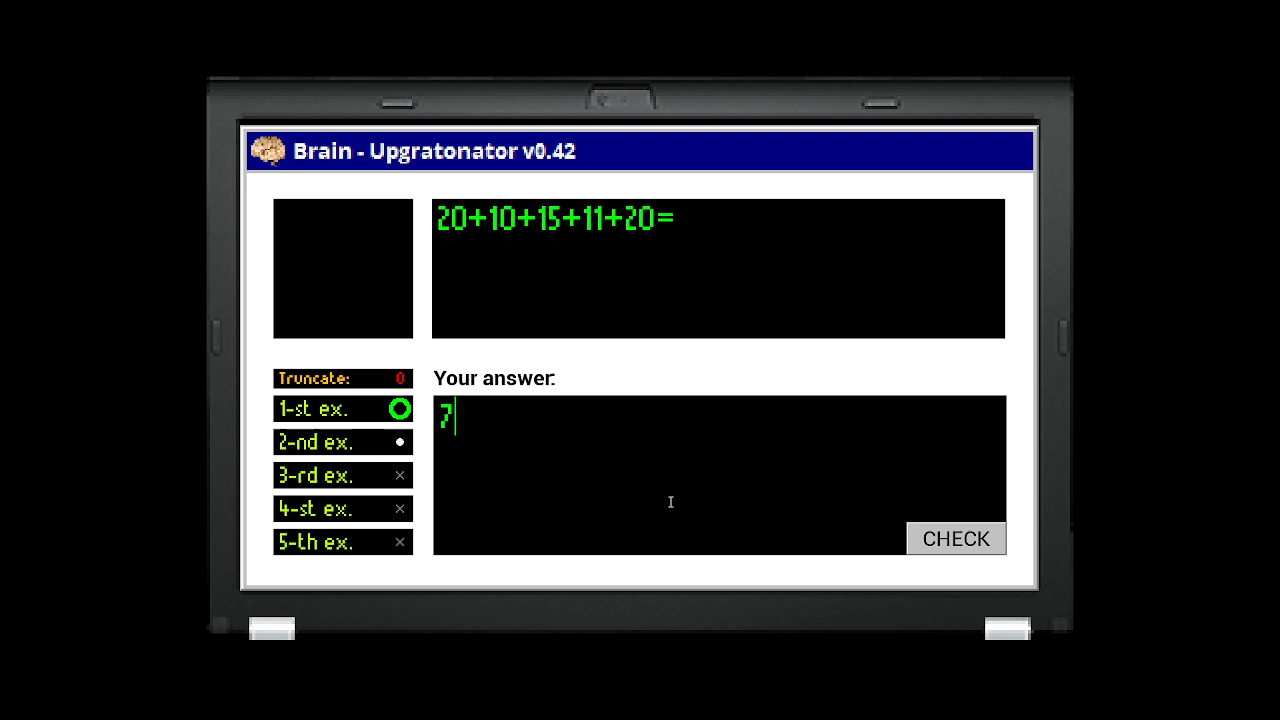 Brain - Upgratonator v0.42
20+10+15+11+20=
Truncate: 0
1-st ex.
2-nd ex.
3-rd ex.
4-st ex.
5-th ex.
Your answer:
7
CHECK